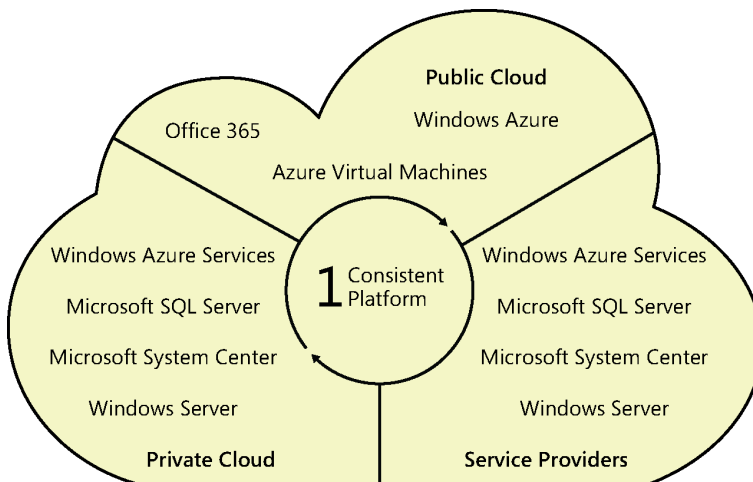 Public Cloud
Office 365
Windows Azure
Azure Virtual Machines
1 Consistent
Platform
Windows Azure Services
Microsoft SQL Server
Microsoft System Center
Windows Server
Private Cloud
Windows Azure Services
Microsoft SQL Server
Microsoft System Center
Windows Server
Service Providers